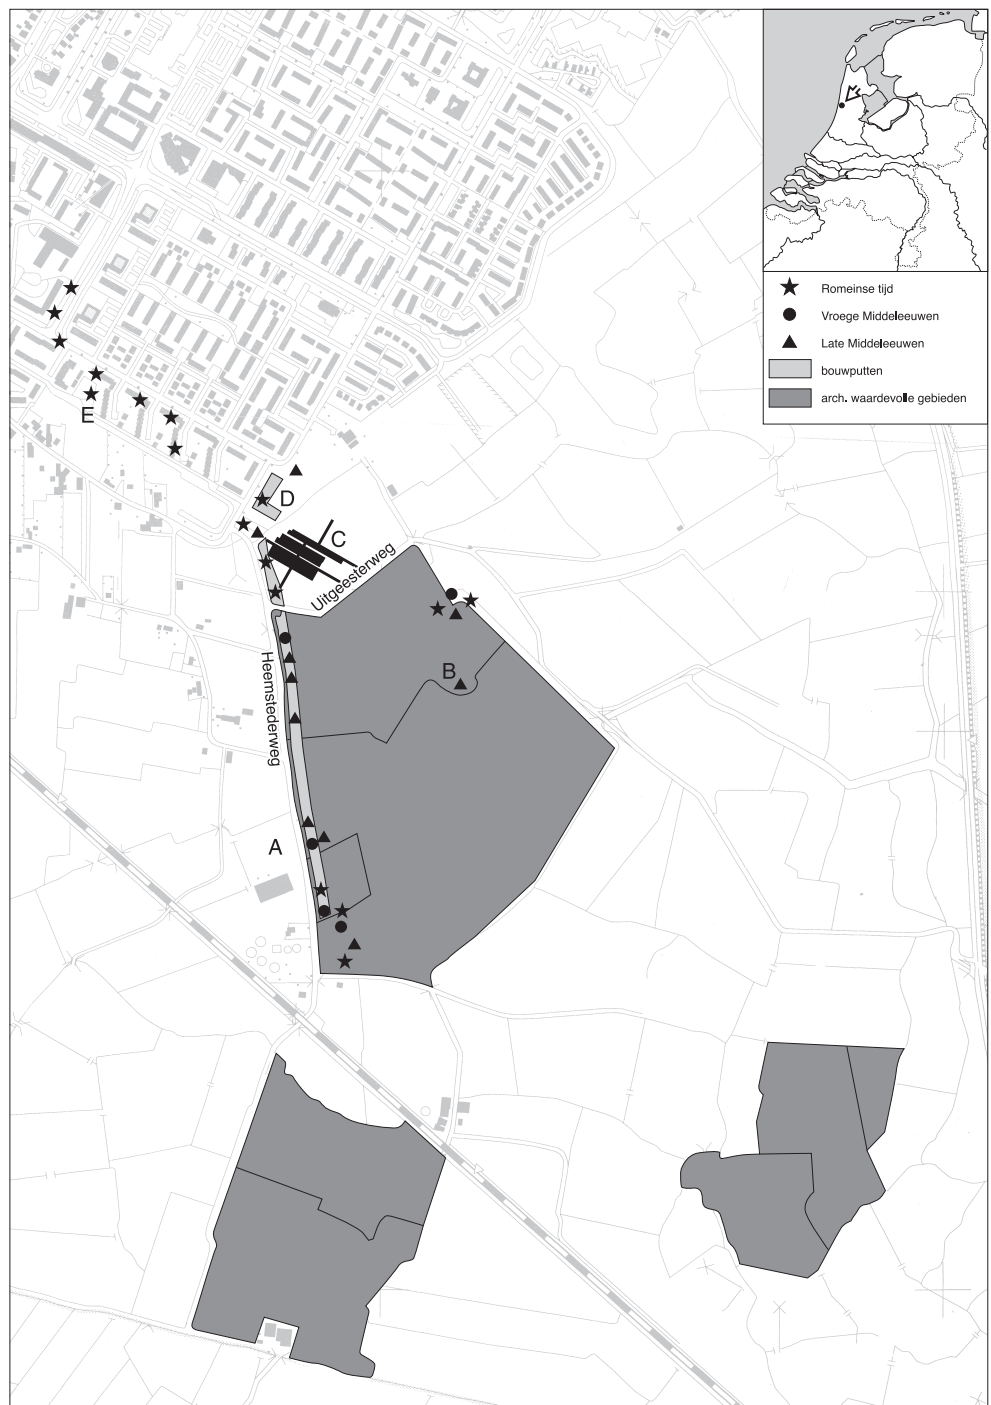 Romeinse tijd
Vroege Middeleeuwen
Late Middeleeuwen
bouwputten
arch. waardevolle gebieden
E
D
C
Uitgeesterweg
B
Heemstederweg
A